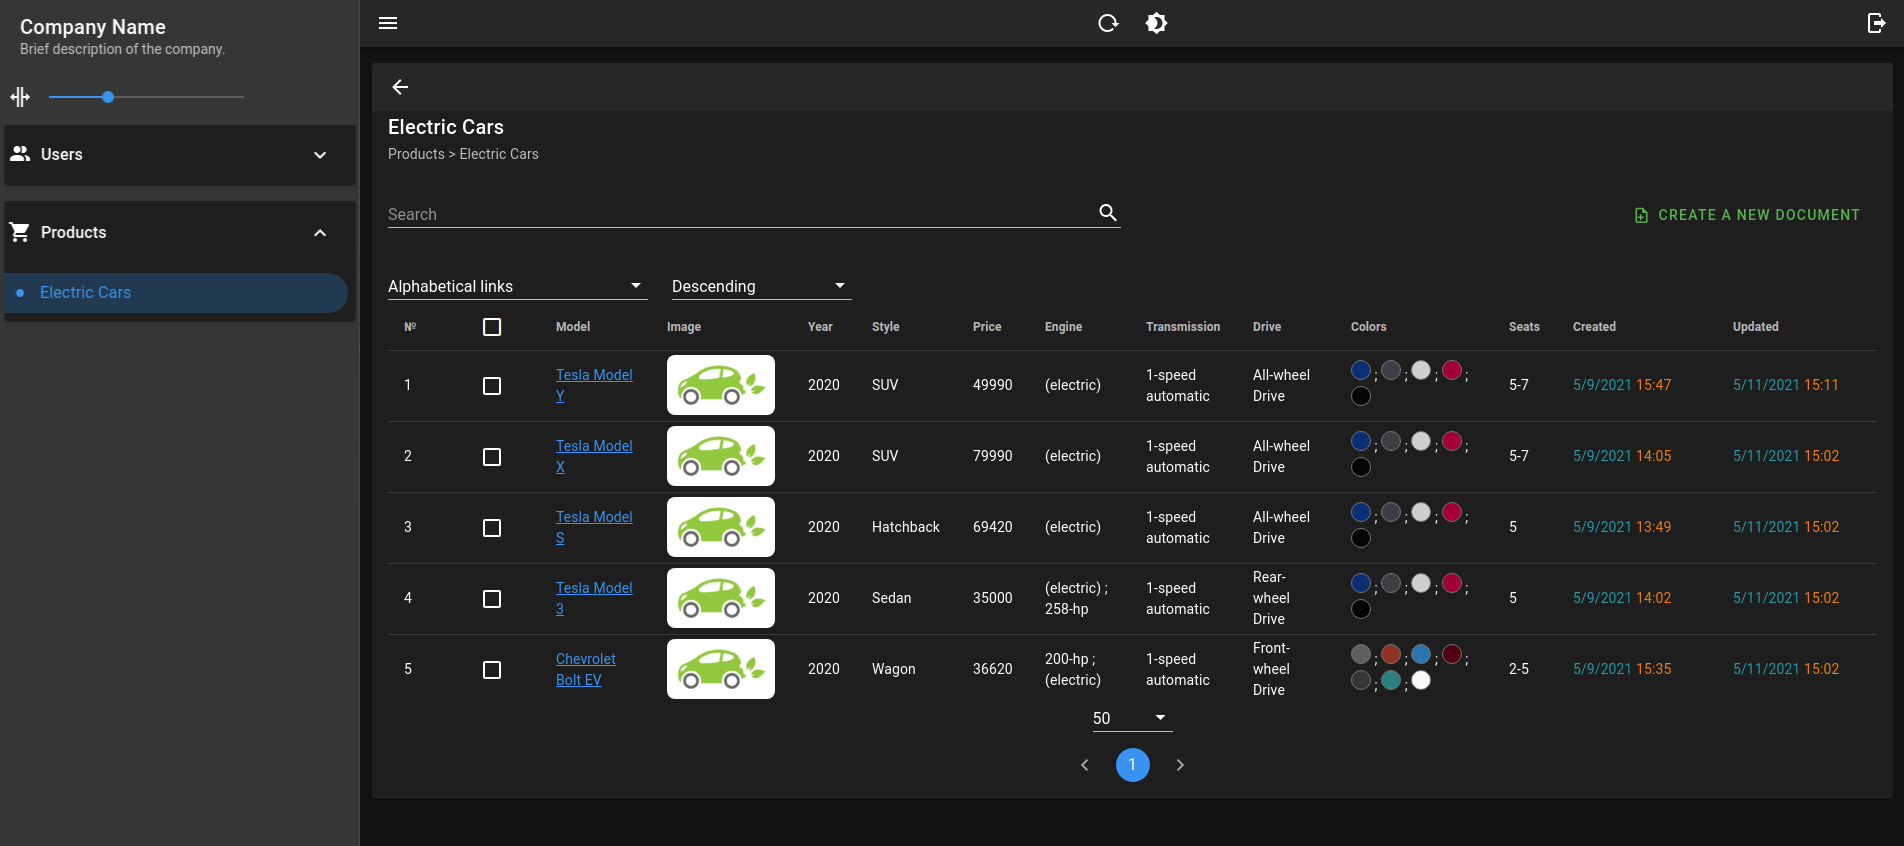 Company Name
Brief description of the company.
Users
Products
Electric Cars
Electric Cars
Products > Electric Cars
Search
CREATE A NEW DOCUMENT
Alphabetical links
Descending
№ Model Image Year Style Price Engine Transmission Drive Colors Seats Created Updated
1 Tesla Model Y 2020 SUV 49990 (electric) 1-speed automatic All-wheel Drive ; ; ; ; 5-7 5/9/2021 15:47 5/11/2021 15:11
2 Tesla Model X 2020 SUV 79990 (electric) 1-speed automatic All-wheel Drive ; ; ; ; 5-7 5/9/2021 14:05 5/11/2021 15:02
3 Tesla Model S 2020 Hatchback 69420 (electric) 1-speed automatic All-wheel Drive ; ; ; ; 5 5/9/2021 13:49 5/11/2021 15:02
4 Tesla Model 3 2020 Sedan 35000 (electric) ; 258-hp 1-speed automatic Rear-wheel Drive ; ; ; ; 5 5/9/2021 14:02 5/11/2021 15:02
5 Chevrolet Bolt EV 2020 Wagon 36620 200-hp ; (electric) 1-speed automatic Front-wheel Drive ; ; ; ; ; ; 2-5 5/9/2021 15:35 5/11/2021 15:02
50
1